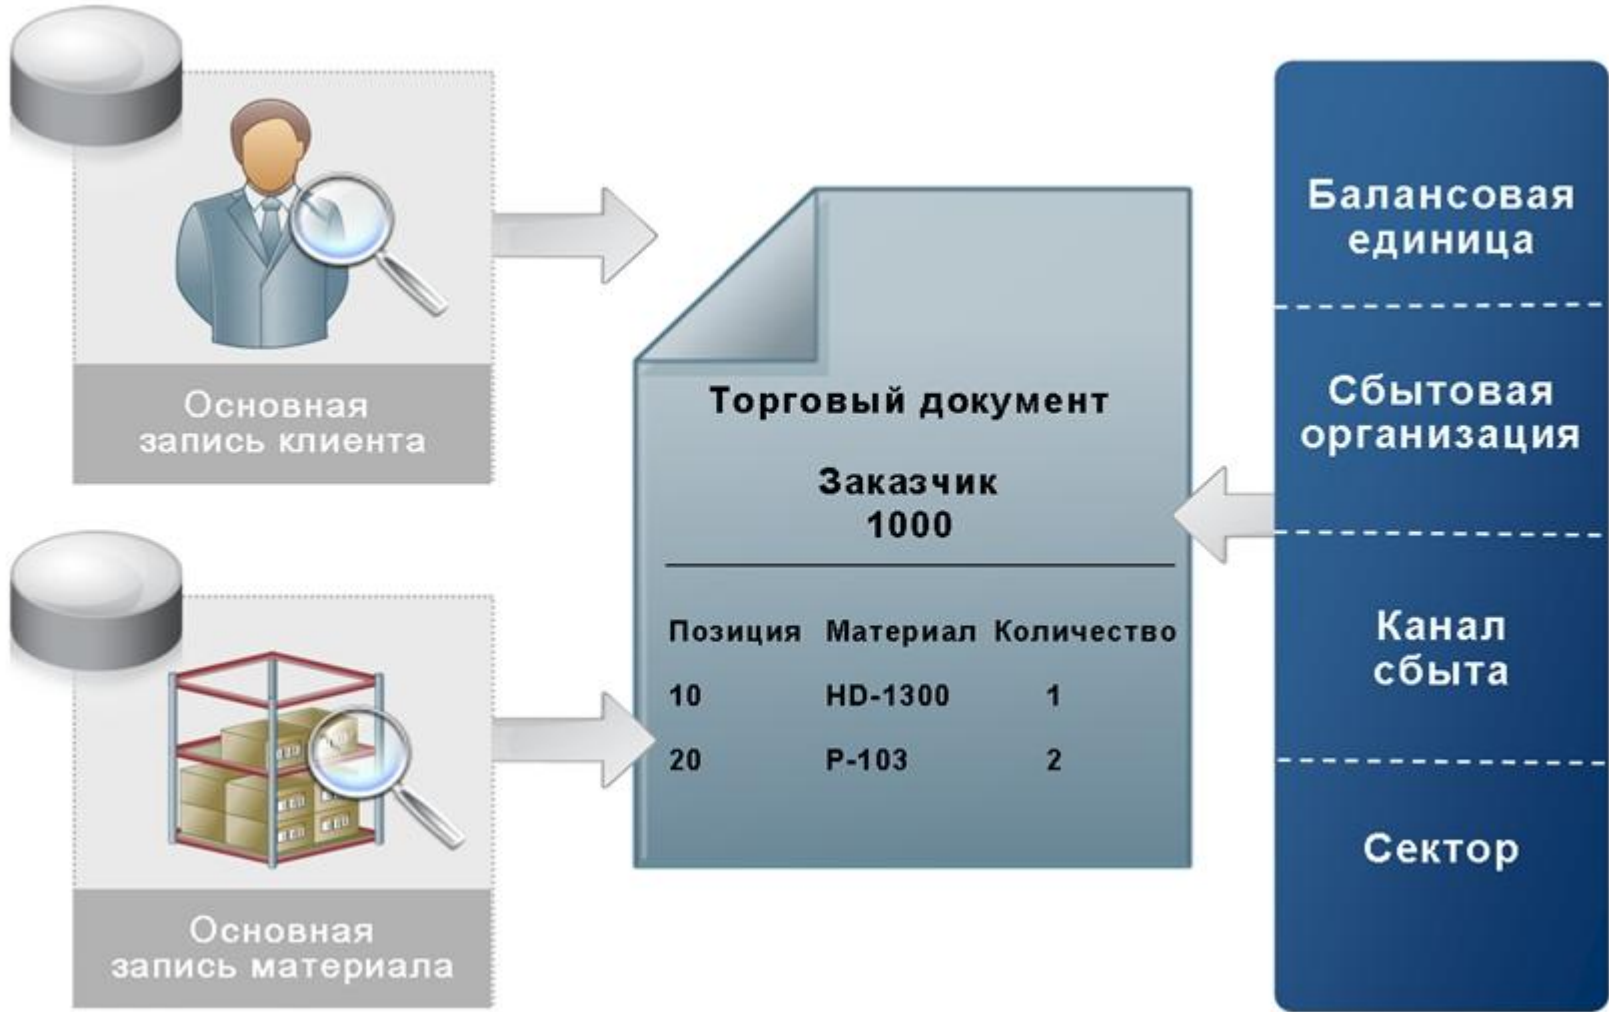 Основная
запись клиента
Основная
запись материала
Торговый документ
Заказчик
1000
Позиция Материал Количество
10 HD-1300 1
20 P-103 2
Балансовая
единица
Сбытовая
организация
Канал
сбыта
Сектор